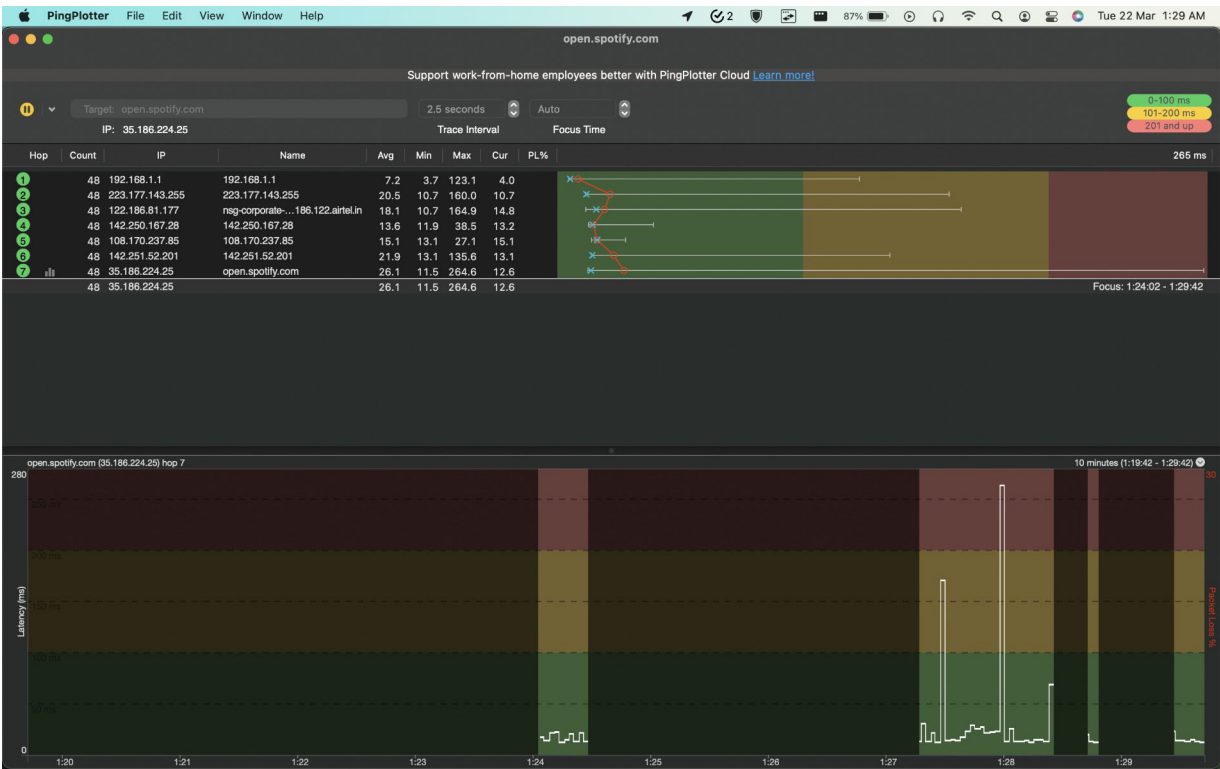 PingPlotter File Edit View Window Help 2 87% Tue 22 Mar 1:29 AM
open.spotify.com
Support work-from-home employees better with PingPlotter Cloud Learn more!
Target: open.spotify.com 2.5 seconds Auto
IP: 35.186.224.25 Trace Interval Focus Time
0-100 ms
101-200 ms
201 and up
Hop Count IP Name Avg Min Max Cur PL% 265 ms
1 48 192.168.1.1 192.168.1.1 7.2 3.7 123.1 4.0
2 48 223.177.143.255 223.177.143.255 20.5 10.7 160.0 10.7
3 48 122.186.81.177 nsg-corporate-...186.122.airtel.in 18.1 10.7 164.9 14.8
4 48 142.250.167.28 142.250.167.28 13.6 11.9 38.5 13.2
5 48 108.170.237.85 108.170.237.85 15.1 13.1 27.1 15.1
6 48 142.251.52.201 142.251.52.201 21.9 13.1 135.6 13.1
7 48 35.186.224.25 open.spotify.com 26.1 11.5 264.6 12.6
48 35.186.224.25 26.1 11.5 264.6 12.6 Focus: 1:24:02 - 1:29:42
open.spotify.com (35.186.224.25) hop 7 10 minutes (1:19:42 - 1:29:42)
280 30
250 ms
200 ms
150 ms
100 ms
50 ms
0
Latency (ms)
Packet Loss %
1:20 1:21 1:22 1:23 1:24 1:25 1:26 1:27 1:28 1:29